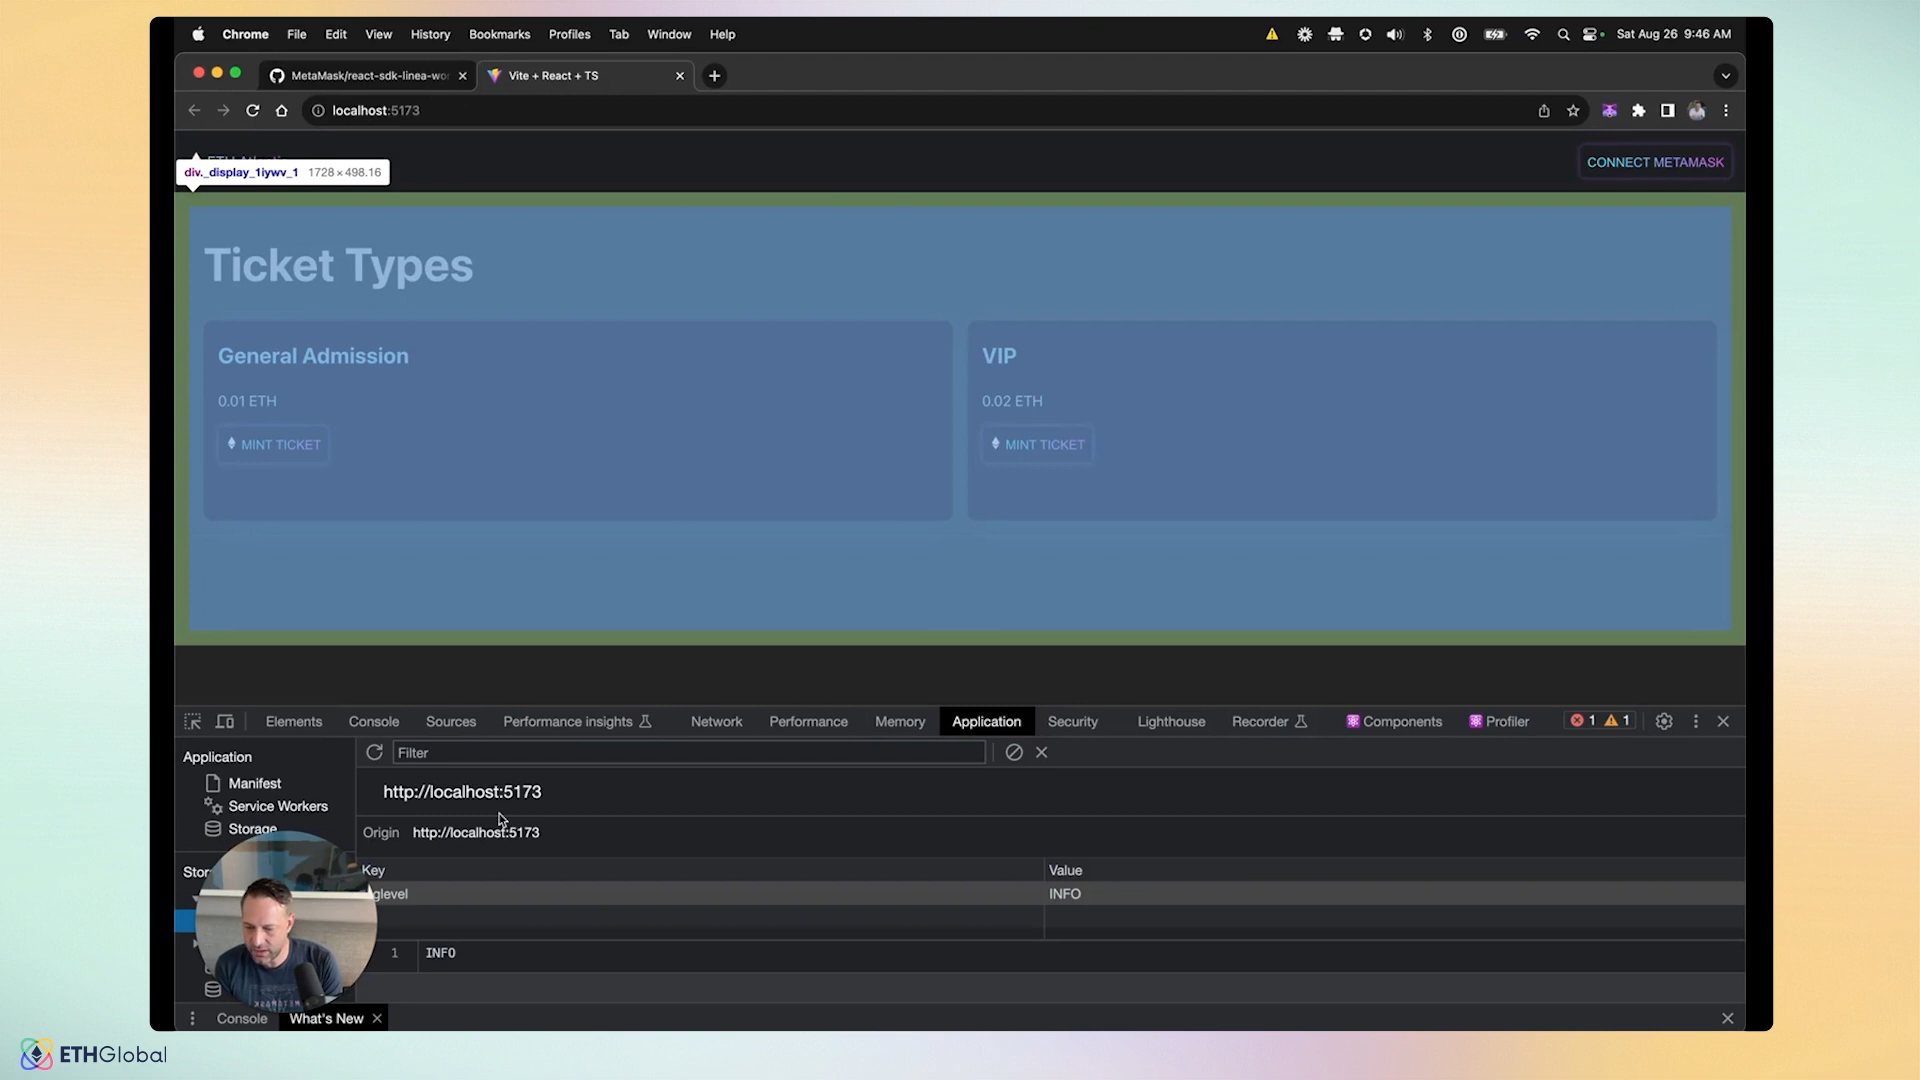 Chrome File Edit View History Bookmarks Profiles Tab Window Help
Sat Aug 26 9:46 AM
MetaMask/react-sdk-linea-wor
Vite + React + TS
localhost:5173
CONNECT METAMASK
div._display_1iywv_1 1728 × 498.16
Ticket Types
General Admission
0.01 ETH
MINT TICKET
VIP
0.02 ETH
MINT TICKET
Elements Console Sources Performance insights Network Performance Memory Application Security Lighthouse Recorder Components Profiler 1 1
Application
Filter
Manifest
http://localhost:5173
Service Workers
Storage
Origin http://localhost:5173
Stor
Key Value
glevel INFO
1 INFO
Console What's New
ETHGlobal